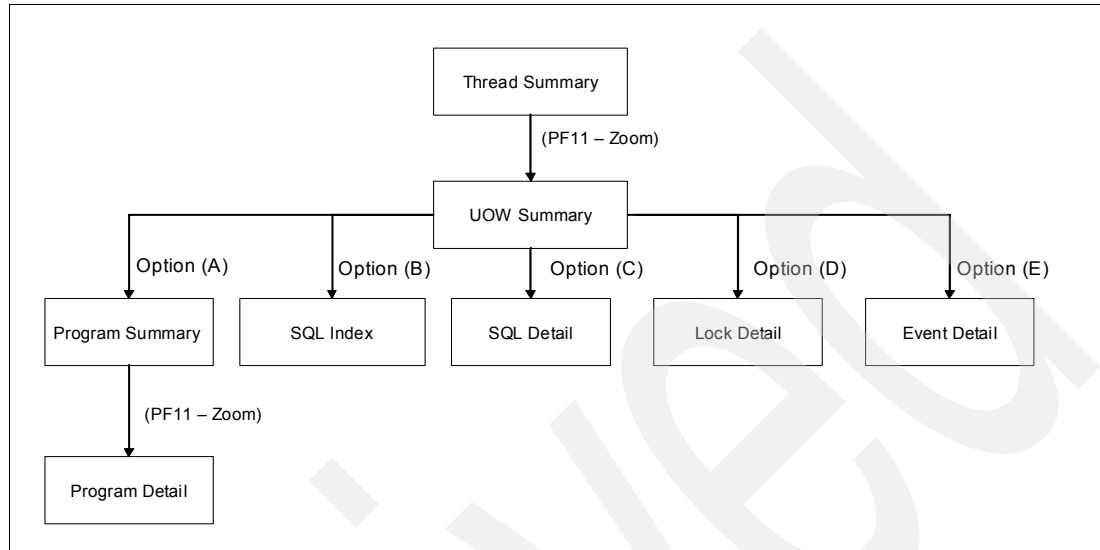 Thread Summary
(PF11 – Zoom)
UOW Summary
Option (A)
Option (B)
Option (C)
Option (D)
Option (E)
Program Summary
SQL Index
SQL Detail
Lock Detail
Event Detail
(PF11 – Zoom)
Program Detail